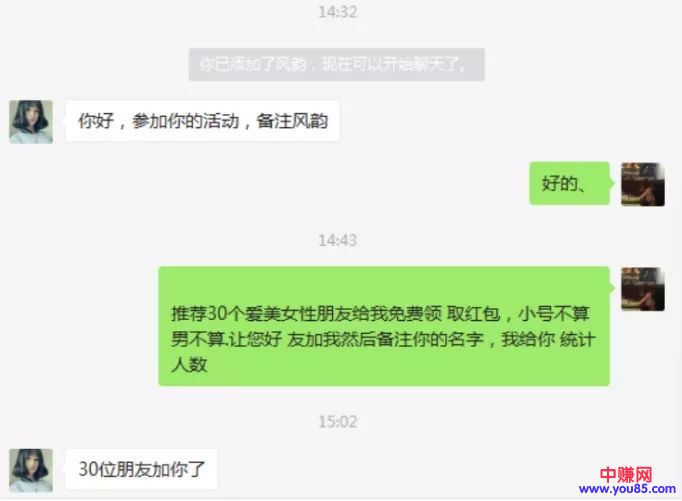 14:32
你已添加了风韵，现在可以开始聊天了。
你好，参加你的活动，备注风韵
好的、
14:43
推荐30个爱美女性朋友给我免费领 取红包，小号不算
男不算.让您好 友加我然后备注你的名字，我给你 统计
人数
15:02
30位朋友加你了
中赚网
www.you85.com